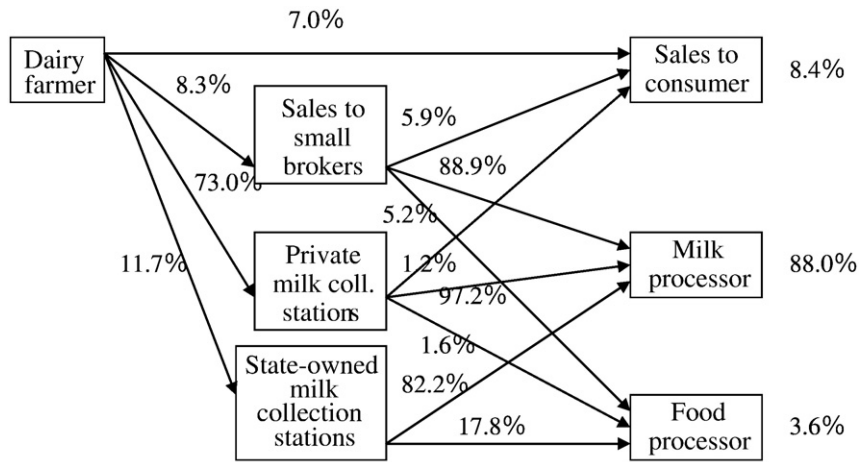 7.0%
Dairy
farmer
Sales to
consumer
8.4%
8.3%
Sales to
small
brokers
5.9%
88.9%
73.0%
5.2%
11.7%
Private
milk coll.
stations
1.2%
97.2%
Milk
processor
88.0%
1.6%
State-owned
milk
collection
stations
82.2%
17.8%
Food
processor
3.6%